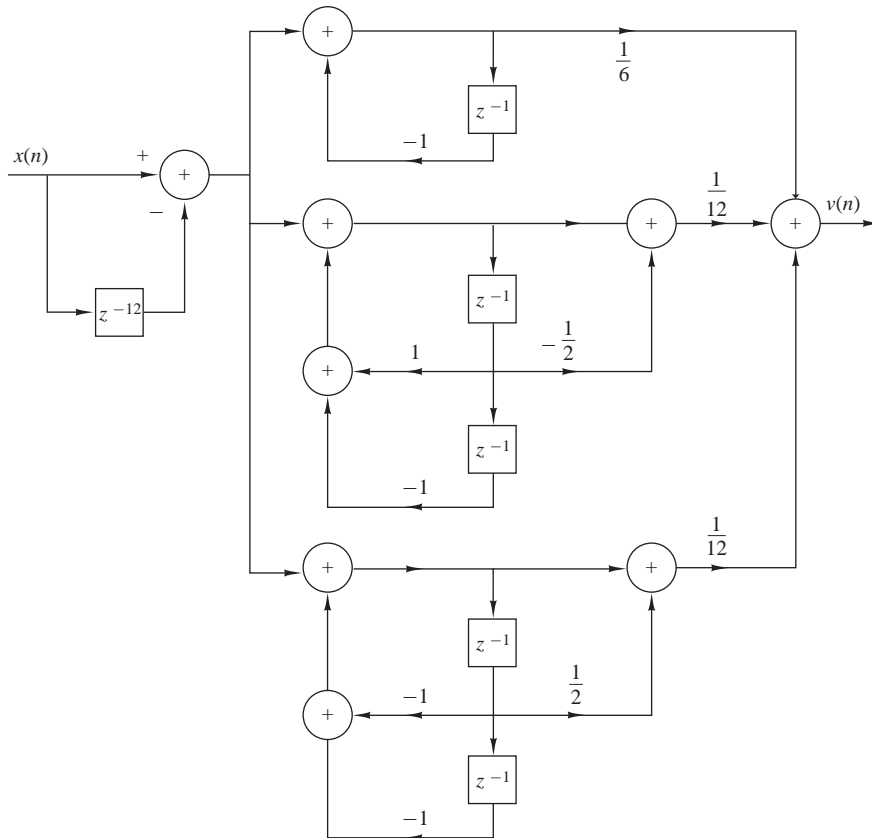 +
1/6
z⁻¹
−1
x(n)
+
+
−
1/12
v(n)
+
+
+
z⁻¹²
z⁻¹
+
1
−1/2
z⁻¹
−1
1/12
+
+
z⁻¹
+
−1
1/2
z⁻¹
−1